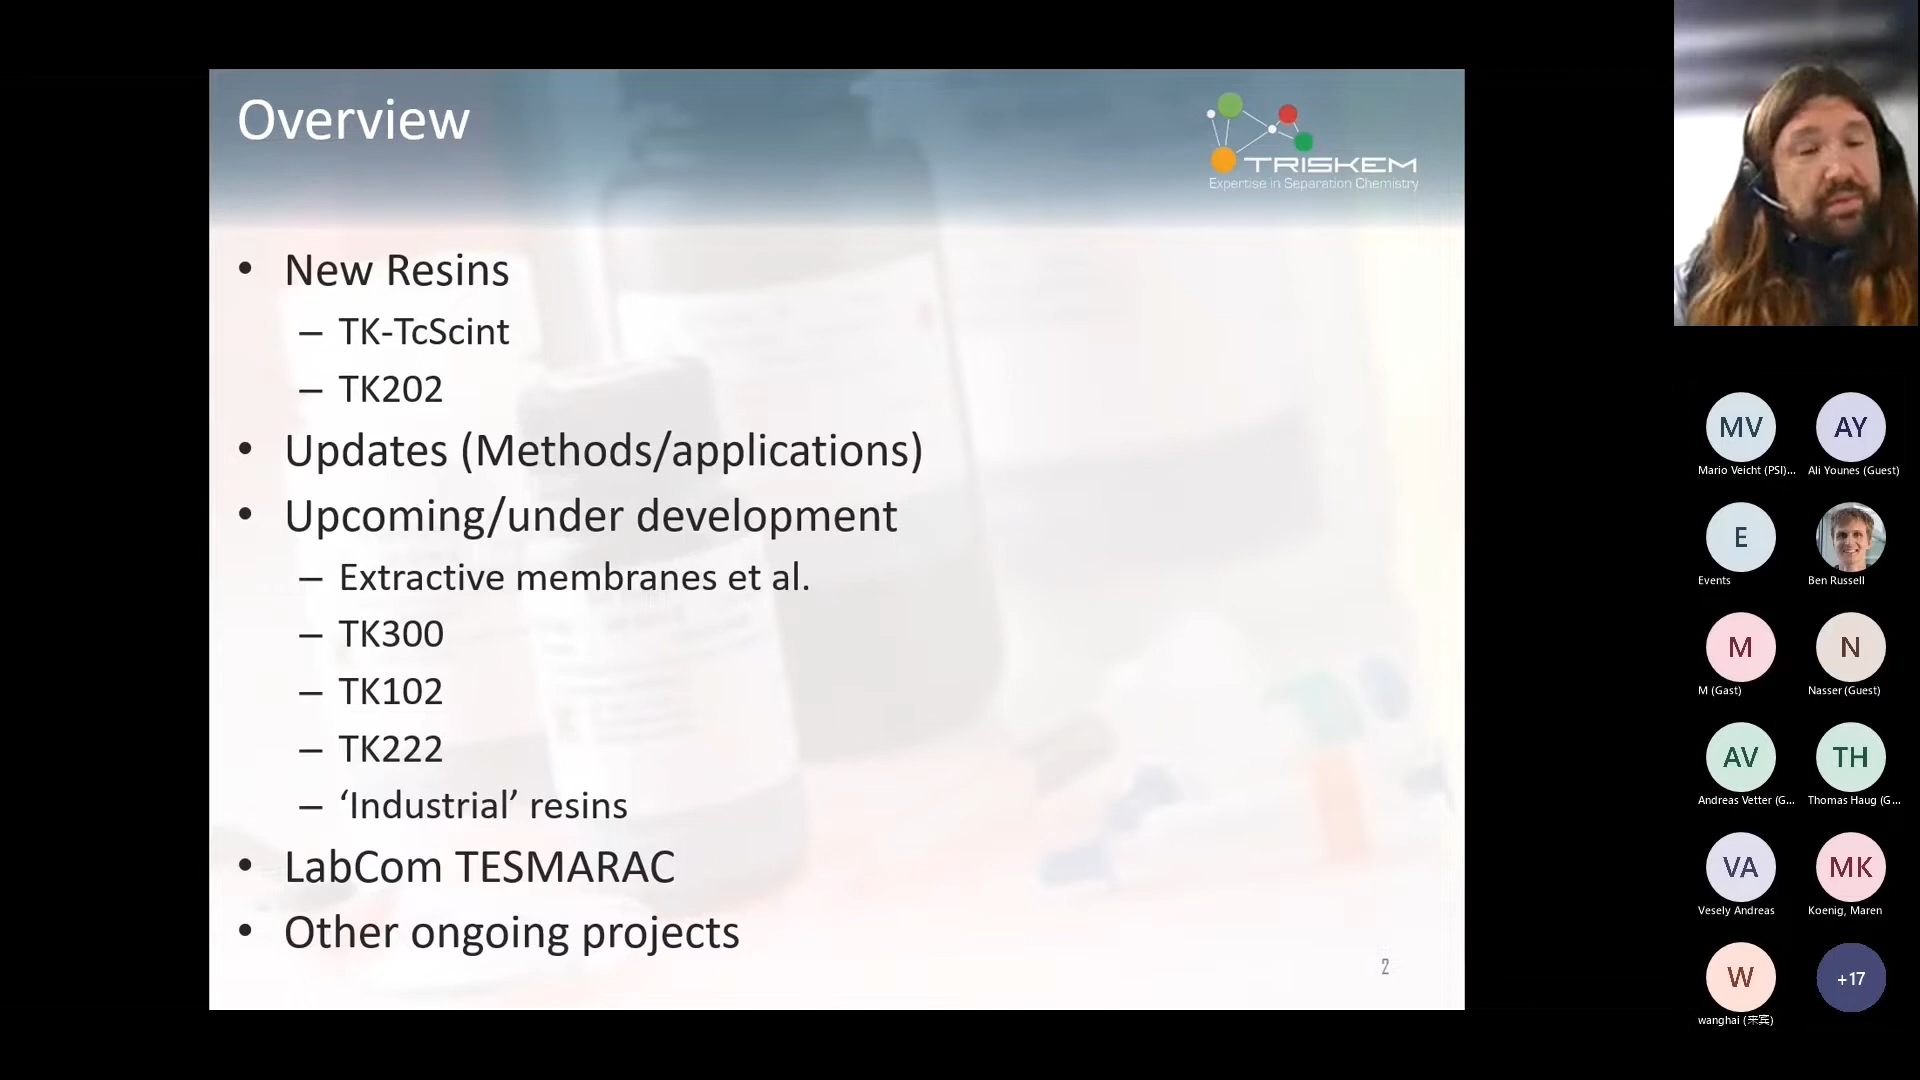 Overview
TRISKEM
Expertise in Separation Chemistry
• New Resins
– TK-TcScint
– TK202
• Updates (Methods/applications)
• Upcoming/under development
– Extractive membranes et al.
– TK300
– TK102
– TK222
– ‘Industrial’ resins
• LabCom TESMARAC
• Other ongoing projects
2
MV AY
Mario Veicht (PSI)... Ali Younes (Guest)
E
Events Ben Russell
M N
M (Gast) Nasser (Guest)
AV TH
Andreas Vetter (G... Thomas Haug (G...
VA MK
Vesely Andreas Koenig, Maren
W +17
wanghai (来宾)